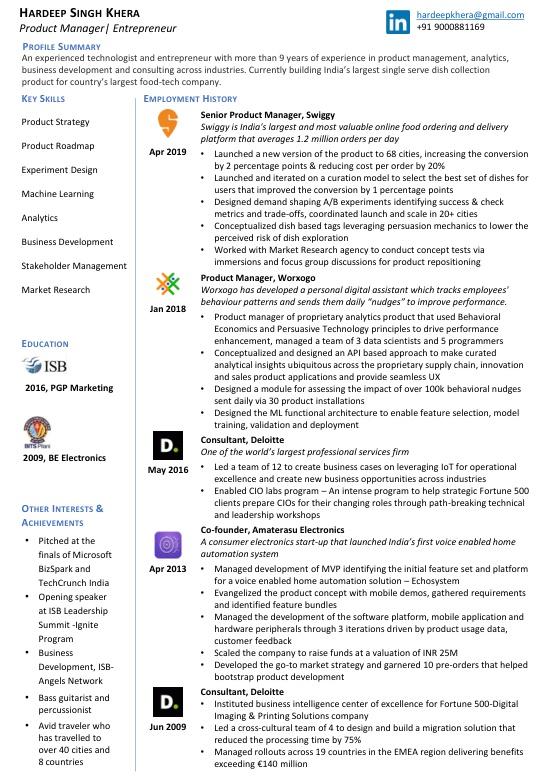 HARDEEP SINGH KHERA
Product Manager| Entrepreneur
in
hardeepkhera@gmail.com
+91 9000881169
PROFILE SUMMARY
An experienced technologist and entrepreneur with more than 9 years of experience in product management, analytics,
business development and consulting across industries. Currently building India's largest single serve dish collection
product for country's largest food-tech company.
KEY SKILLS
Product Strategy
Product Roadmap
Experiment Design
Machine Learning
Analytics
Business Development
Stakeholder Management
Market Research
EDUCATION
ISB
2016, PGP Marketing
BITS Pilani
2009, BE Electronics
OTHER INTERESTS &
ACHIEVEMENTS
• Pitched at the
finals of Microsoft
BizSpark and
TechCrunch India
• Opening speaker
at ISB Leadership
Summit -Ignite
Program
• Business
Development, ISB-
Angels Network
• Bass guitarist and
percussionist
• Avid traveler who
has travelled to
over 40 cities and
8 countries
EMPLOYMENT HISTORY
Apr 2019
Senior Product Manager, Swiggy
Swiggy is India's largest and most valuable online food ordering and delivery
platform that averages 1.2 million orders per day
• Launched a new version of the product to 68 cities, increasing the conversion
by 2 percentage points & reducing cost per order by 20%
• Launched and iterated on a curation model to select the best set of dishes for
users that improved the conversion by 1 percentage points
• Designed demand shaping A/B experiments identifying success & check
metrics and trade-offs, coordinated launch and scale in 20+ cities
• Conceptualized dish based tags leveraging persuasion mechanics to lower the
perceived risk of dish exploration
• Worked with Market Research agency to conduct concept tests via
immersions and focus group discussions for product repositioning
Jan 2018
Product Manager, Worxogo
Worxogo has developed a personal digital assistant which tracks employees'
behaviour patterns and sends them daily "nudges" to improve performance.
• Product manager of proprietary analytics product that used Behavioral
Economics and Persuasive Technology principles to drive performance
enhancement, managed a team of 3 data scientists and 5 programmers
• Conceptualized and designed an API based approach to make curated
analytical insights ubiquitous across the proprietary supply chain, innovation
and sales product applications and provide seamless UX
• Designed a module for assessing the impact of over 100k behavioral nudges
sent daily via 30 product installations
• Designed the ML functional architecture to enable feature selection, model
training, validation and deployment
D.
May 2016
Consultant, Deloitte
One of the world's largest professional services firm
• Led a team of 12 to create business cases on leveraging IoT for operational
excellence and create new business opportunities across industries
• Enabled CIO labs program – An intense program to help strategic Fortune 500
clients prepare CIOs for their changing roles through path-breaking technical
and leadership workshops
Apr 2013
Co-founder, Amaterasu Electronics
A consumer electronics start-up that launched India's first voice enabled home
automation system
• Managed development of MVP identifying the initial feature set and platform
for a voice enabled home automation solution – Echosystem
• Evangelized the product concept with mobile demos, gathered requirements
and identified feature bundles
• Managed the development of the software platform, mobile application and
hardware peripherals through 3 iterations driven by product usage data,
customer feedback
• Scaled the company to raise funds at a valuation of INR 25M
• Developed the go-to market strategy and garnered 10 pre-orders that helped
bootstrap product development
D.
Jun 2009
Consultant, Deloitte
• Instituted business intelligence center of excellence for Fortune 500-Digital
Imaging & Printing Solutions company
• Led a cross-cultural team of 4 to design and build a migration solution that
reduced the processing time by 75%
• Managed rollouts across 19 countries in the EMEA region delivering benefits
exceeding €140 million